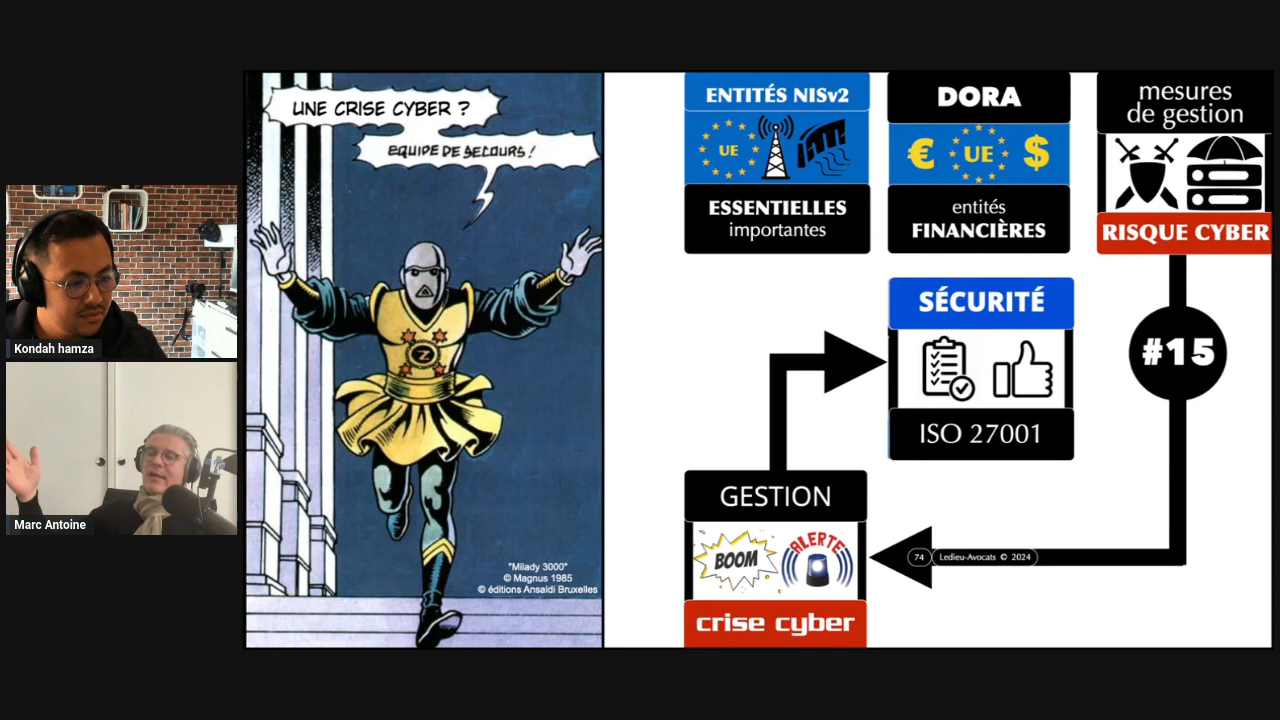 UNE CRISE CYBER ?
EQUIPE DE SECOURS !
Z
"Milady 3000"
© Magnus 1985
© éditions Ansaldi Bruxelles
Kondah hamza
Marc Antoine
ENTITÉS NISv2
UE
ESSENTIELLES
importantes
DORA
€ UE $
entités
FINANCIÈRES
mesures
de gestion
RISQUE CYBER
#15
SÉCURITÉ
ISO 27001
GESTION
BOOM
ALERTE
crise cyber
74 Ledieu-Avocats © 2024